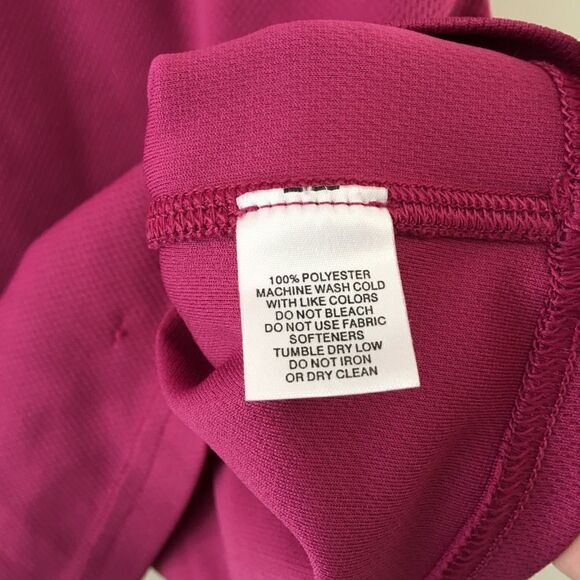 100% POLYESTER
MACHINE WASH COLD
WITH LIKE COLORS
DO NOT BLEACH
DO NOT USE FABRIC
SOFTENERS
TUMBLE DRY LOW
DO NOT IRON
OR DRY CLEAN